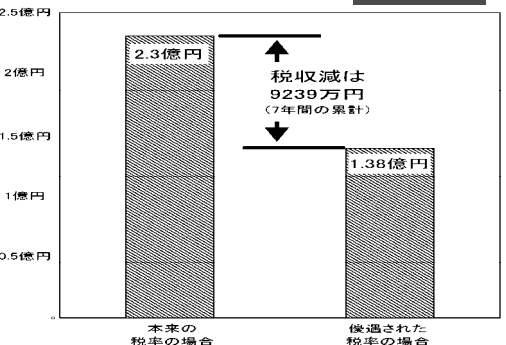 2.5億円
2億円
1.5億円
1億円
0.5億円
0
2.3億円
税収減は
9239万円
(7年間の累計)
1.38億円
本来の
税率の場合
優遇された
税率の場合